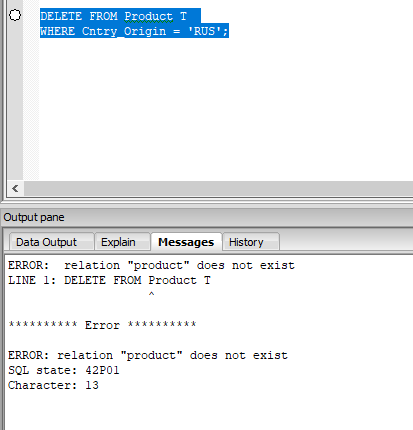 DELETE FROM Product T
WHERE Cntry_Origin = 'RUS';
Output pane
Data Output Explain Messages History
ERROR: relation "product" does not exist
LINE 1: DELETE FROM Product T
^
********** Error **********
ERROR: relation "product" does not exist
SQL state: 42P01
Character: 13